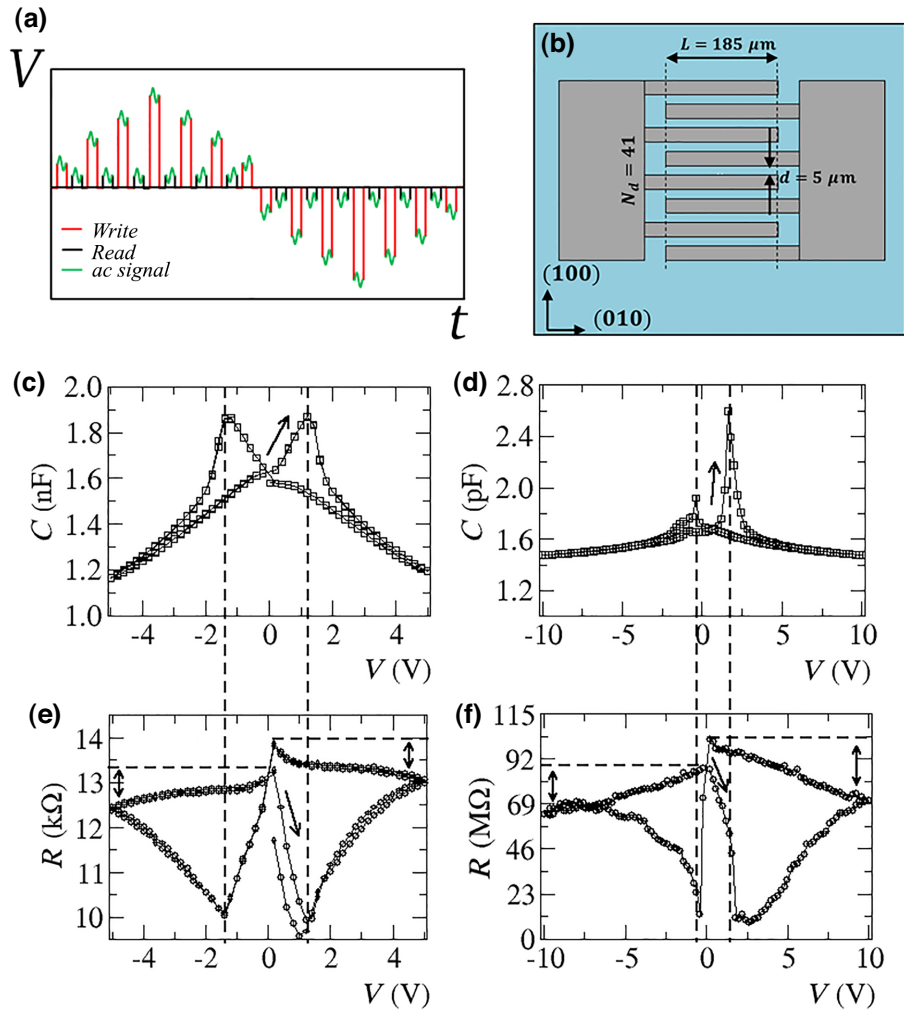 (a)
V
Write
Read
ac signal
t
(b)
L = 185 μm
N_d = 41
d = 5 μm
(100)
(010)
(c)
2.0
1.8
1.6
1.4
1.2
1.0
C (nF)
-4 -2 0 2 4
V (V)
(d)
2.8
2.4
2.0
1.6
1.2
C (pF)
-10 -5 0 5 10
V (V)
(e)
14
13
12
11
10
R (kΩ)
-4 -2 0 2 4
V (V)
(f)
115
92
69
46
23
0
R (MΩ)
-10 -5 0 5 10
V (V)